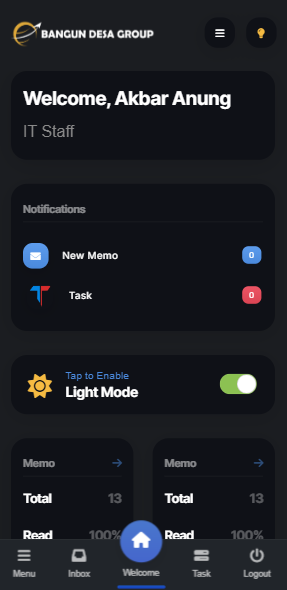 BANGUN DESA GROUP
Welcome, Akbar Anung
IT Staff
Notifications
New Memo 0
Task 0
Tap to Enable
Light Mode
Memo Memo
Total 13 Total 13
Read 100% Read 100%
Menu Inbox Welcome Task Logout